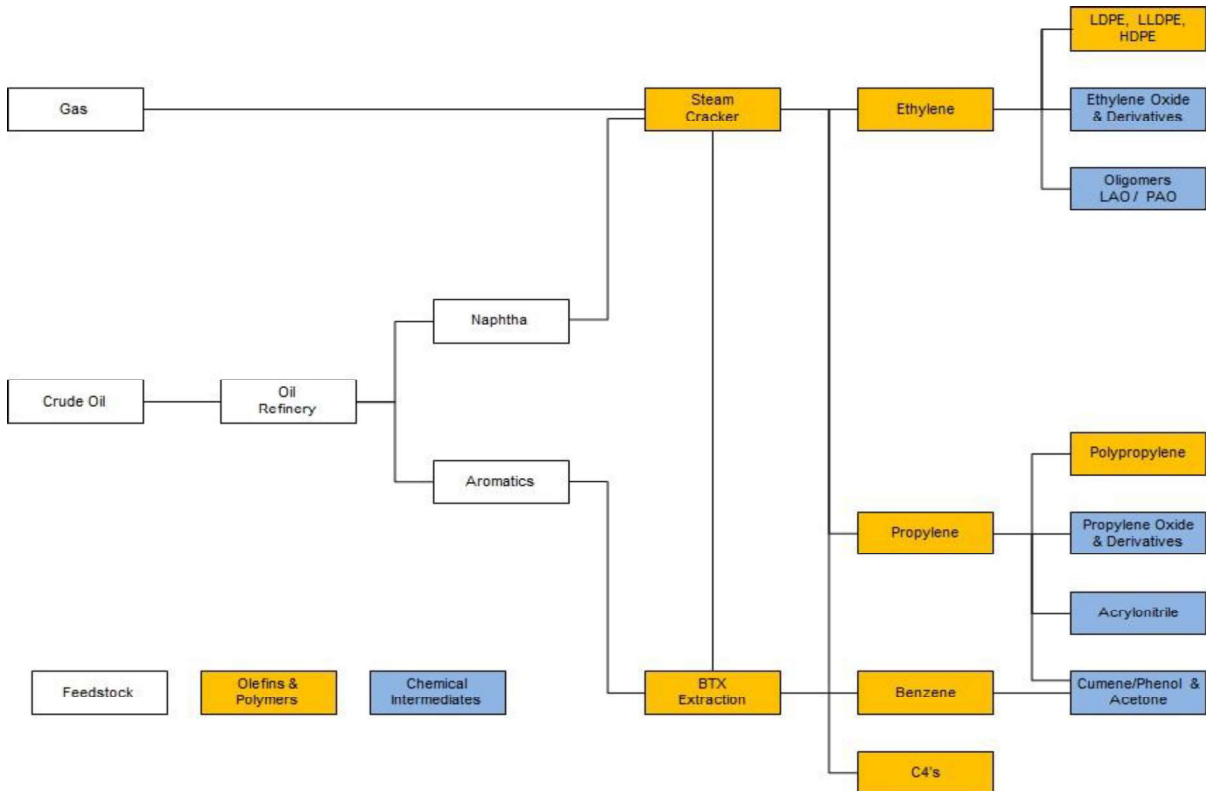 LDPE, LLDPE,
HDPE
Gas
Steam
Cracker
Ethylene
Ethylene Oxide
& Derivatives
Oligomers
LAO / PAO
Naphtha
Crude Oil
Oil
Refinery
Aromatics
Polypropylene
Propylene
Propylene Oxide
& Derivatives
Acrylonitrile
Feedstock
Olefins &
Polymers
Chemical
Intermediates
BTX
Extraction
Benzene
Cumene/Phenol &
Acetone
C4's